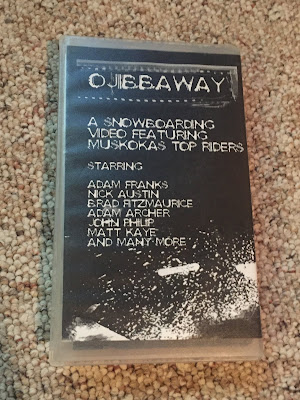 OJIBBAWAY
A SNOWBOARDING
VIDEO FEATURING
MUSKOKAS TOP RIDERS
STARRING
ADAM FRANKS
NICK AUSTIN
BRAD FITZMAURICE
ADAM ARCHER
JOHN PHILIP
MATT KAYE
AND MANY MORE